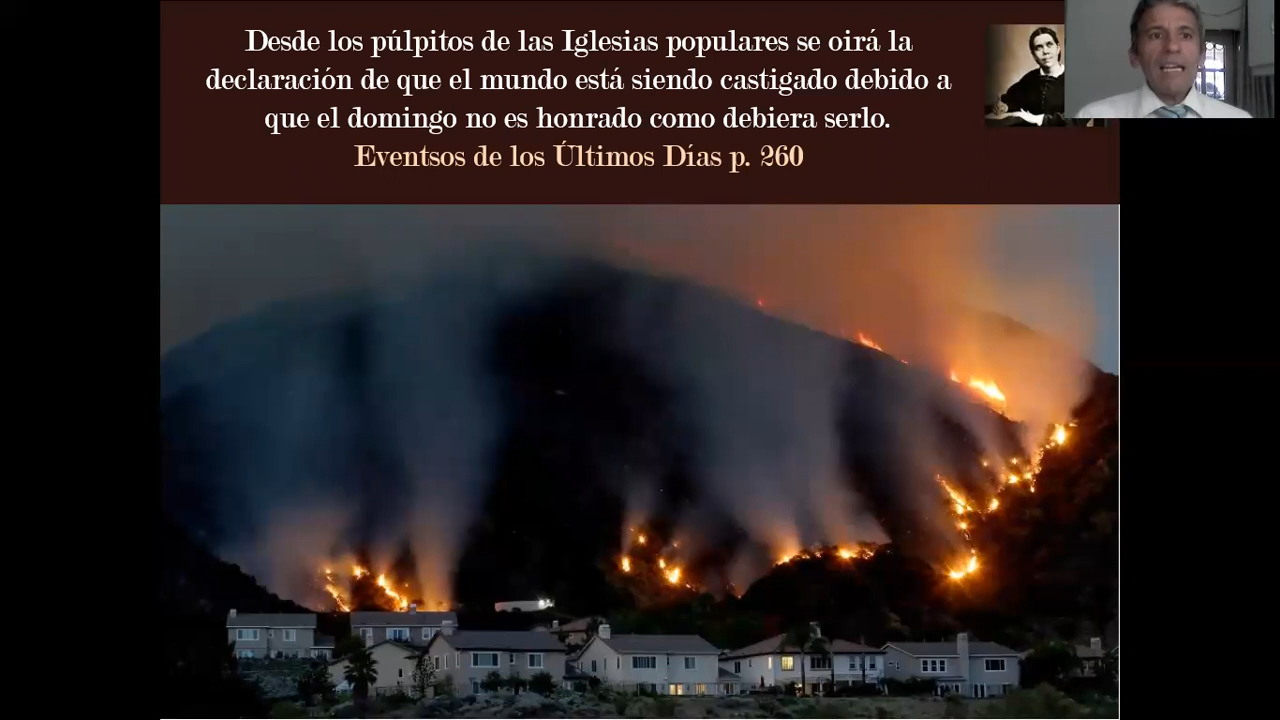 Desde los púlpitos de las Iglesias populares se oirá la
declaración de que el mundo está siendo castigado debido a
que el domingo no es honrado como debiera serlo.
Eventsos de los Últimos Días p. 260